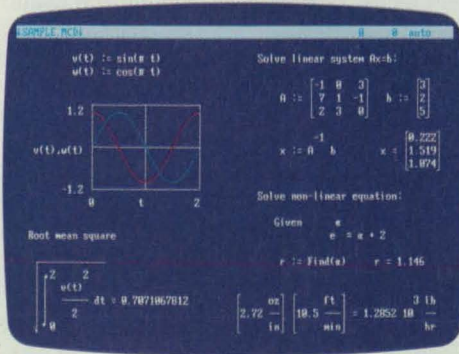 SAMPLE.MCD 0 0 auto
v(t) := sin(π t)
w(t) := cos(π t)
1.2
v(t),w(t)
-1.2
0 t 2
Root mean square
2 2
v(t)
2 dt = 0.7071067812
0
Solve linear system Ax=b:
A := [-1 0 3] b := [3]
[7 1 -1] [2]
[2 3 0] [5]
-1
x := A b x = [0.222]
[1.519]
[1.074]
Solve non-linear equation:
Given α
e = α + 2
r := Find(α) r = 1.146
[2.72 oz/in] [10.5 ft/min] = 1.2852 10 3 lb/hr